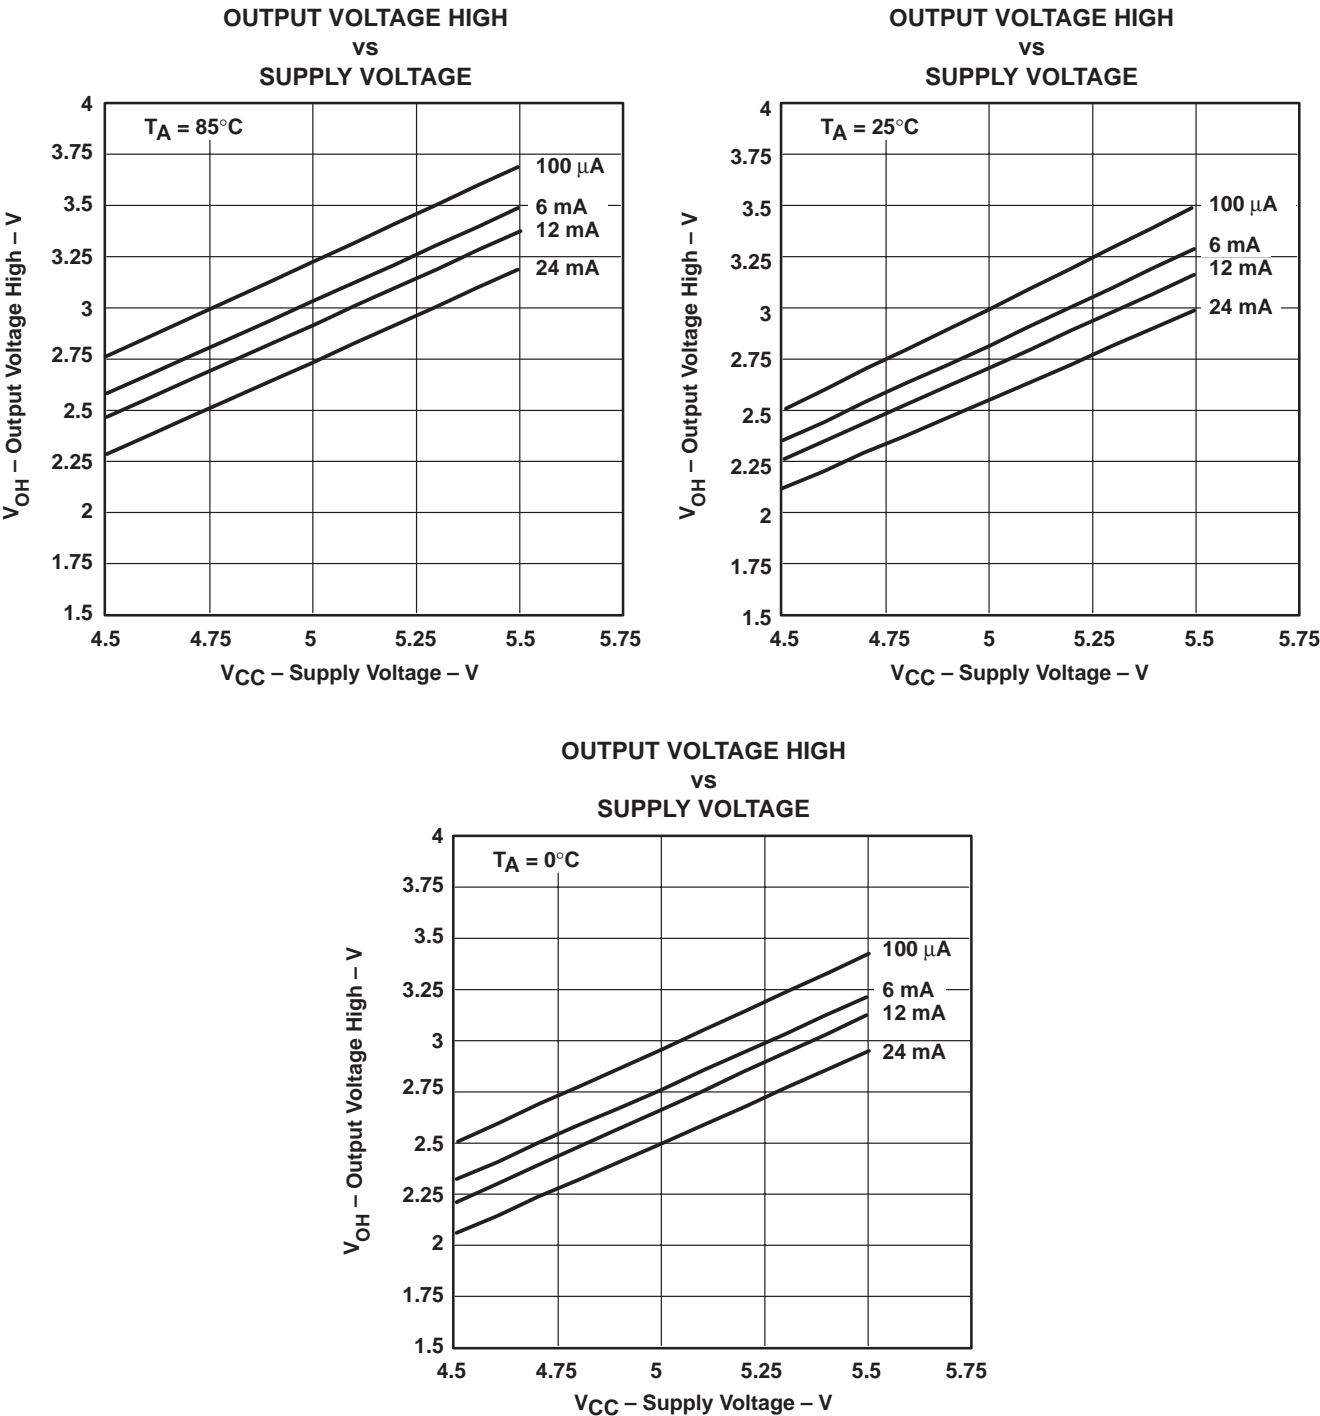 OUTPUT VOLTAGE HIGH
vs
SUPPLY VOLTAGE
4
3.75
3.5
3.25
3
2.75
2.5
2.25
2
1.75
1.5
VOH – Output Voltage High – V
TA = 85°C
100 μA
6 mA
12 mA
24 mA
4.5 4.75 5 5.25 5.5 5.75
VCC – Supply Voltage – V
OUTPUT VOLTAGE HIGH
vs
SUPPLY VOLTAGE
4
3.75
3.5
3.25
3
2.75
2.5
2.25
2
1.75
1.5
VOH – Output Voltage High – V
TA = 25°C
100 μA
6 mA
12 mA
24 mA
4.5 4.75 5 5.25 5.5 5.75
VCC – Supply Voltage – V
OUTPUT VOLTAGE HIGH
vs
SUPPLY VOLTAGE
4
3.75
3.5
3.25
3
2.75
2.5
2.25
2
1.75
1.5
VOH – Output Voltage High – V
TA = 0°C
100 μA
6 mA
12 mA
24 mA
4.5 4.75 5 5.25 5.5 5.75
VCC – Supply Voltage – V